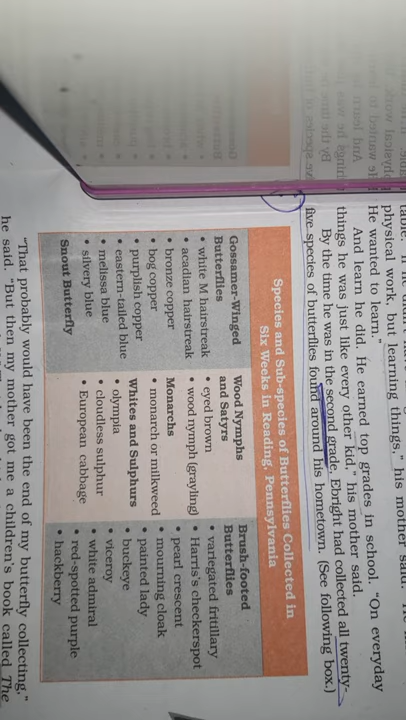 physical work, but learning things," his mother said.
He wanted to learn."
And learn he did. He earned top grades in school. "On everyday
things he was just like every other kid," his mother said.
By the time he was in the second grade, Ebright had collected all twenty-
five species of butterflies found around his hometown. (See following box.)
Species and Sub-species of Butterflies Collected in
Six Weeks in Reading, Pennsylvania
Gossamer-Winged
Butterflies
• white M hairstreak
• acadian hairstreak
• bronze copper
• bog copper
• purplish copper
• eastern-tailed blue
• melissa blue
• silvery blue
Snout Butterfly
Wood Nymphs
and Satyrs
• eyed brown
• wood nymph (grayling)
Monarchs
• monarch or milkweed
Whites and Sulphurs
• olympia
• cloudless sulphur
• European cabbage
Brush-footed
Butterflies
• variegated fritillary
• Harris's checkerspot
• pearl crescent
• mourning cloak
• painted lady
• buckeye
• viceroy
• white admiral
• red-spotted purple
• hackberry
"That probably would have been the end of my butterfly collecting,"
he said. "But then my mother got me a children's book called The